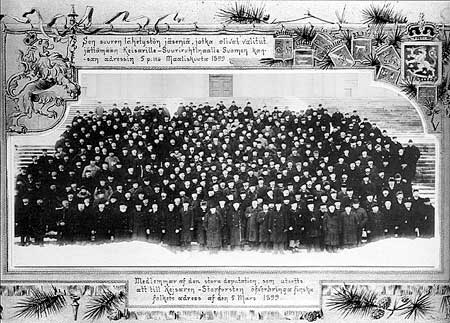 Sen suuren lähetystön jäseniä, jotka olivat valitut
jättämään Keisarille-Suuriruhtinaalle Suomen kan-
san adressin 5 p:nä Maaliskuuta 1899
Medlemmar af den stora deputation, som utsetts
att till Kejsaren-Storfursten öfverbringa finska
folkets adress af den 5 Mars 1899.